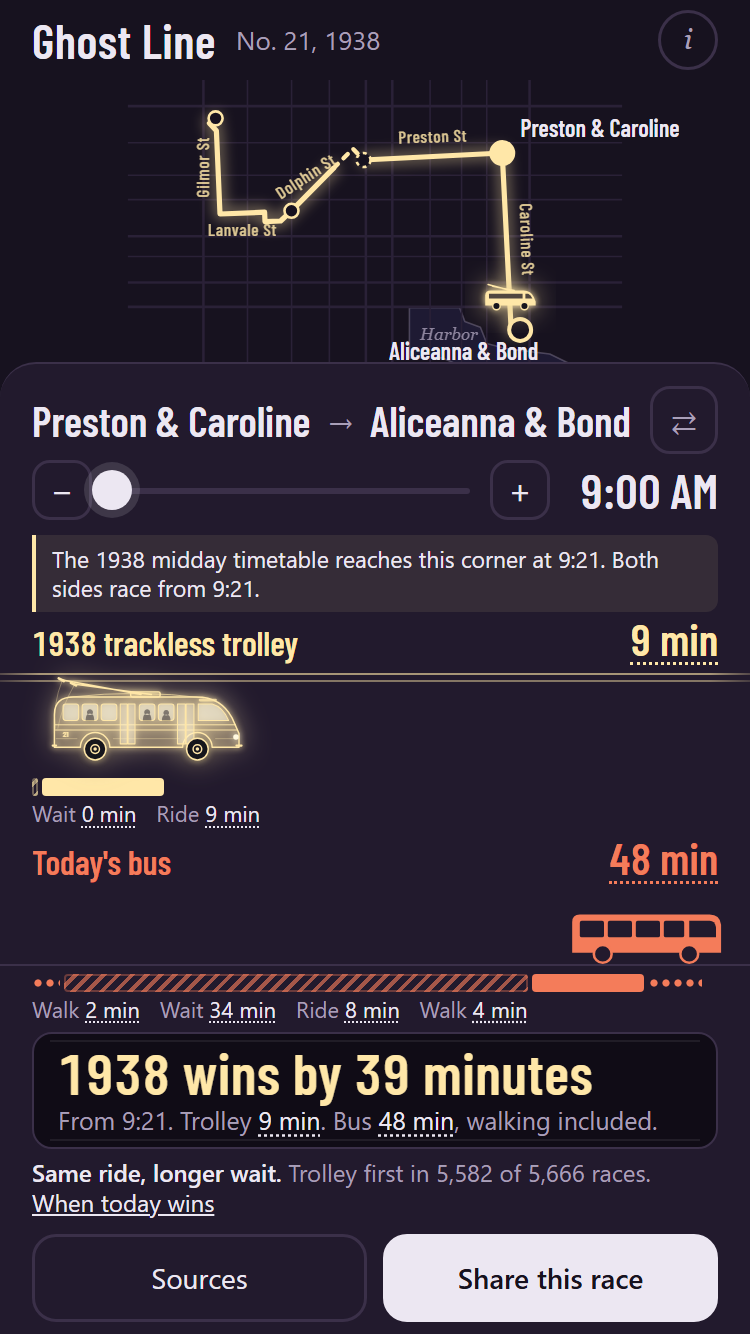 Ghost Line No. 21, 1938 i
Preston & Caroline
Preston St
Gilmor St
Dolphin St
Lanvale St
Caroline St
Harbor
Aliceanna & Bond
Preston & Caroline → Aliceanna & Bond ⇄
− + 9:00 AM
The 1938 midday timetable reaches this corner at 9:21. Both
sides race from 9:21.
1938 trackless trolley 9 min
21
Wait 0 min Ride 9 min
Today's bus 48 min
Walk 2 min Wait 34 min Ride 8 min Walk 4 min
1938 wins by 39 minutes
From 9:21. Trolley 9 min. Bus 48 min, walking included.
Same ride, longer wait. Trolley first in 5,582 of 5,666 races.
When today wins
Sources Share this race